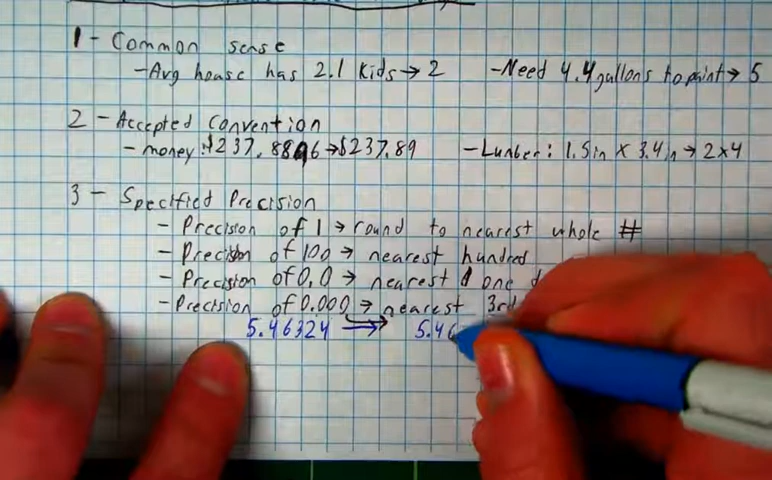 1 - Common sense
- Avg house has 2.1 Kids → 2 - Need 4.4 gallons to paint → 5
2 - Accepted Convention
- money: $237.8896 → $237.89 - Lumber: 1.5in x 3.4in → 2x4
3 - Specified Precision
- Precision of 1 → round to nearest whole #
- Precision of 100 → nearest hundred
- Precision of 0.0 → nearest one d
- Precision of 0.000 → nearest 3rd
5.46324 → 5.46